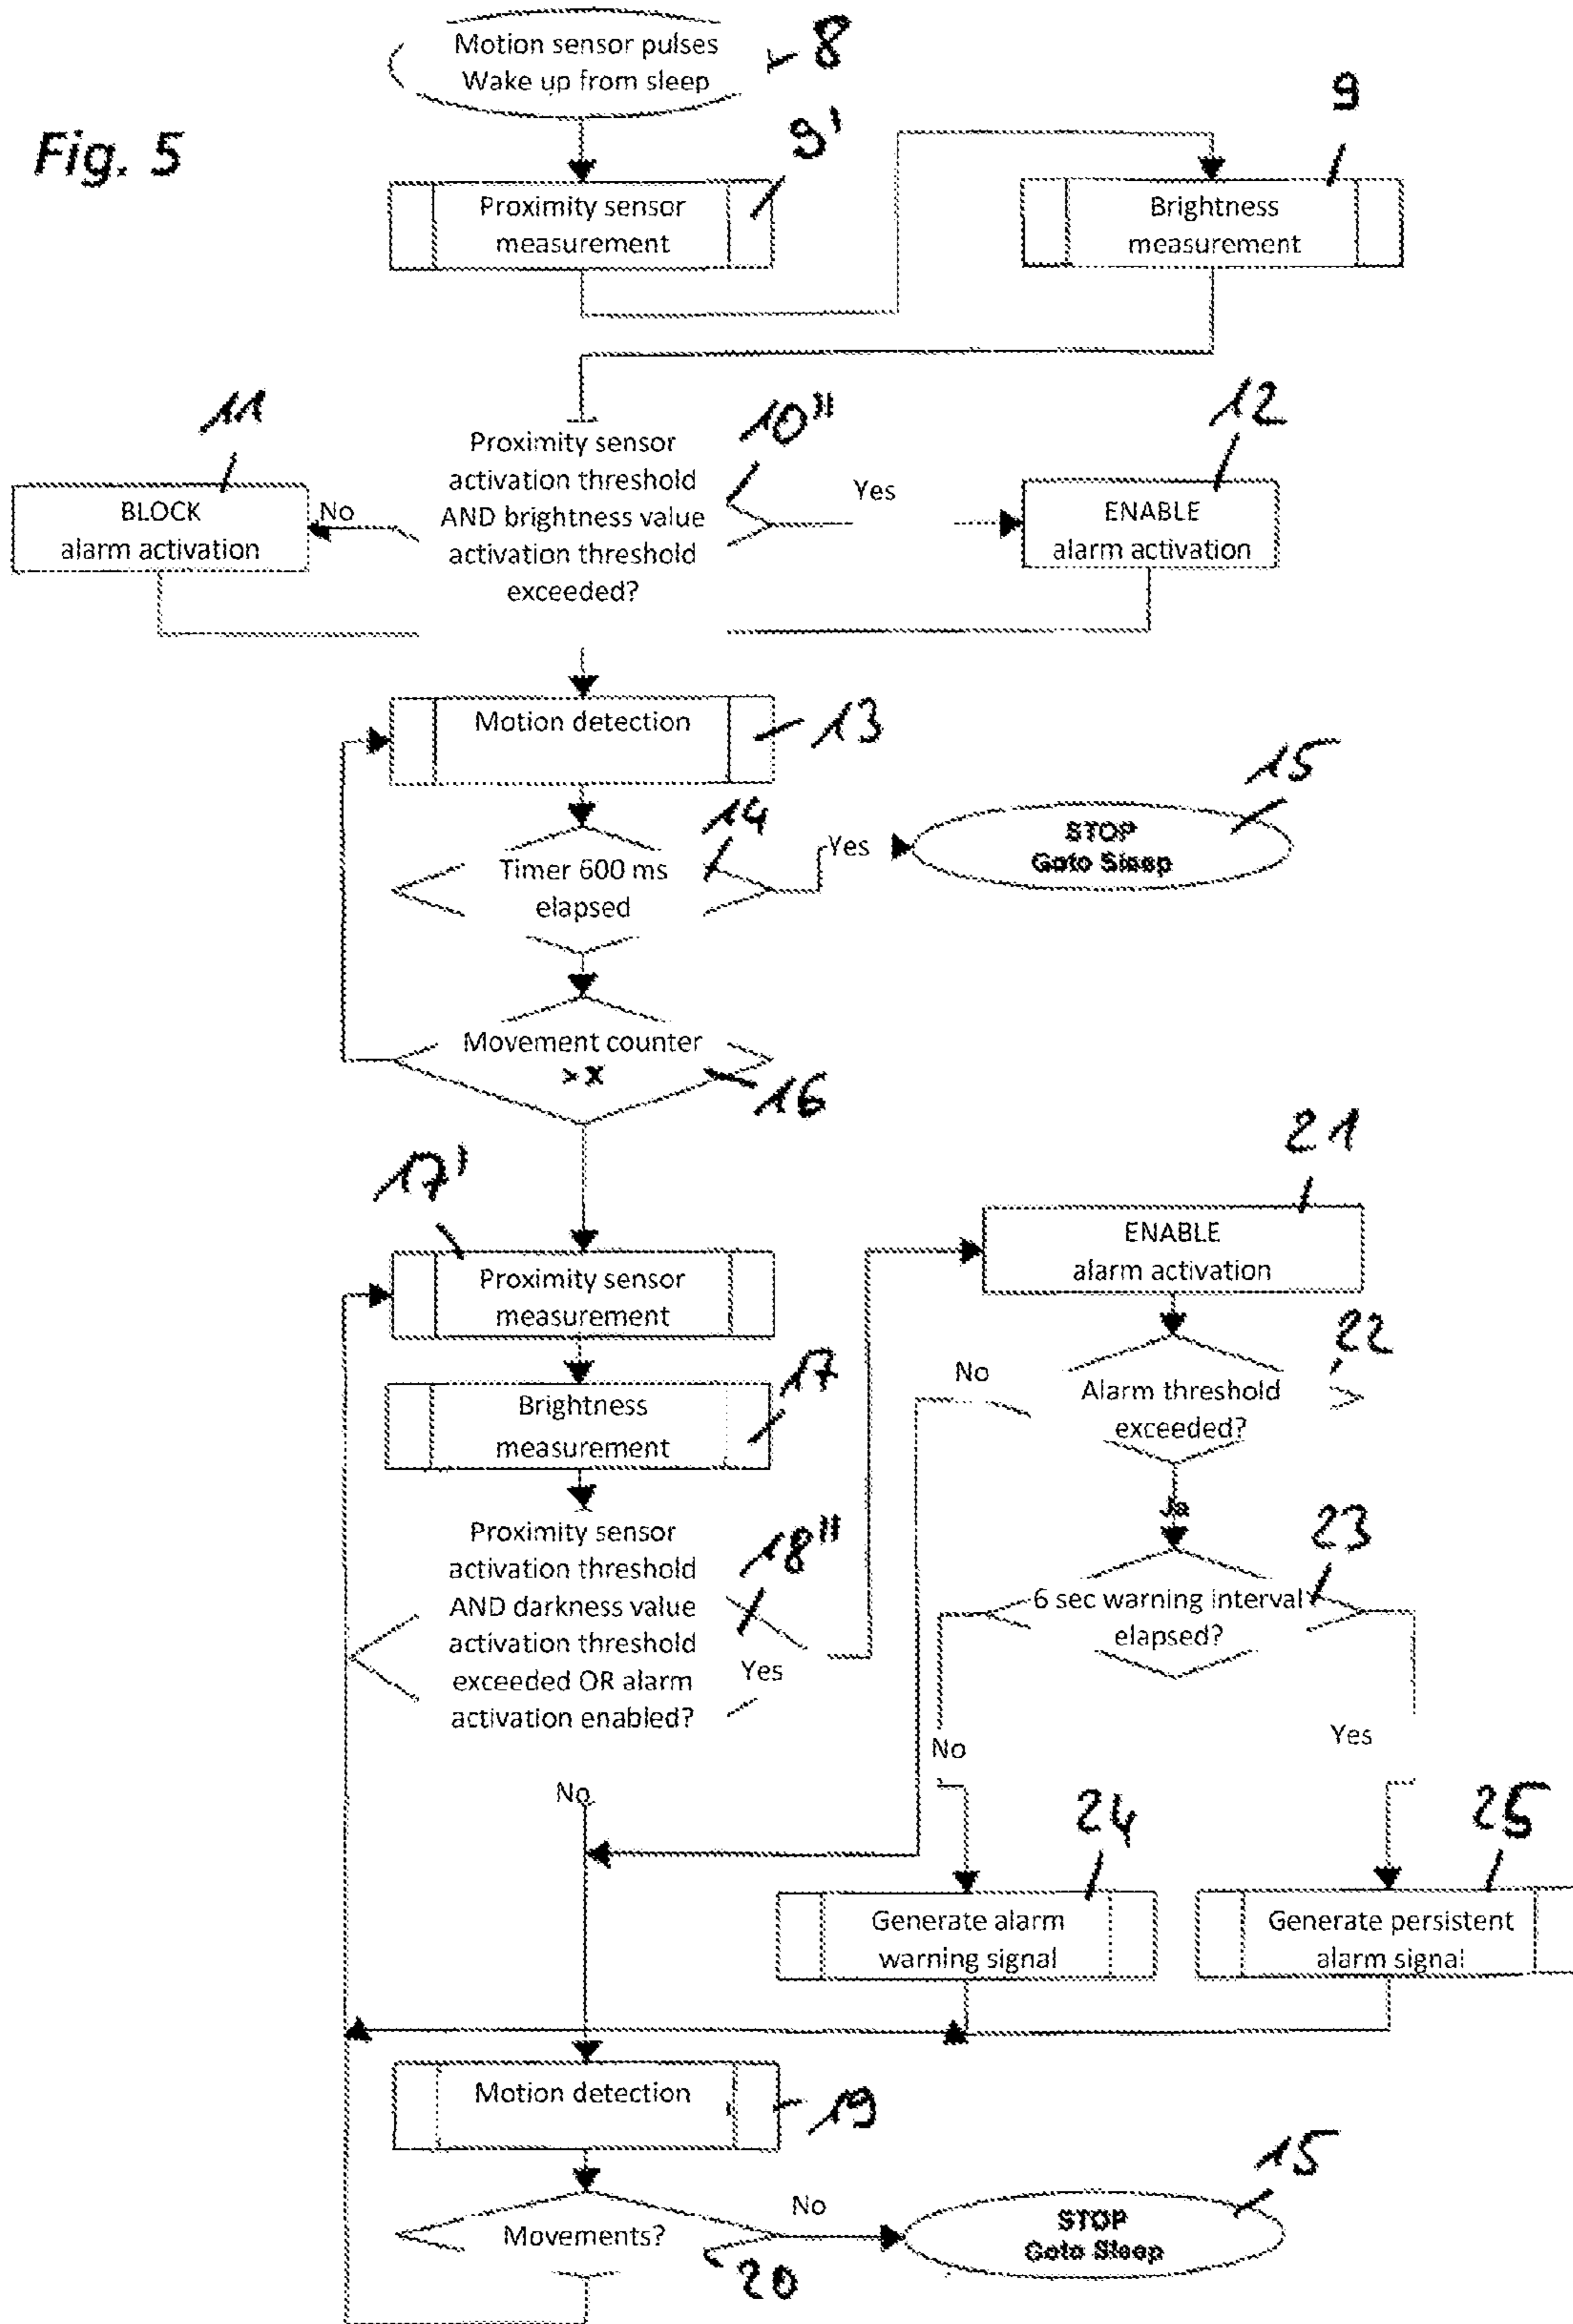 Fig. 5
Motion sensor pulses
Wake up from sleep
8
9'
9
Proximity sensor
measurement
Brightness
measurement
11
10"
12
Proximity sensor
activation threshold
AND brightness value
activation threshold
exceeded?
BLOCK
alarm activation
No
Yes
ENABLE
alarm activation
Motion detection
13
14
15
Timer 600 ms
elapsed
Yes
STOP
Goto Sleep
Movement counter
> X
16
17'
21
Proximity sensor
measurement
ENABLE
alarm activation
17
22
Brightness
measurement
No
Alarm threshold
exceeded?
Ja
18"
23
Proximity sensor
activation threshold
AND darkness value
activation threshold
exceeded OR alarm
activation enabled?
Yes
6 sec warning interval
elapsed?
No
Yes
No
24
25
Generate alarm
warning signal
Generate persistent
alarm signal
Motion detection
19
15
Movements?
No
STOP
Goto Sleep
20